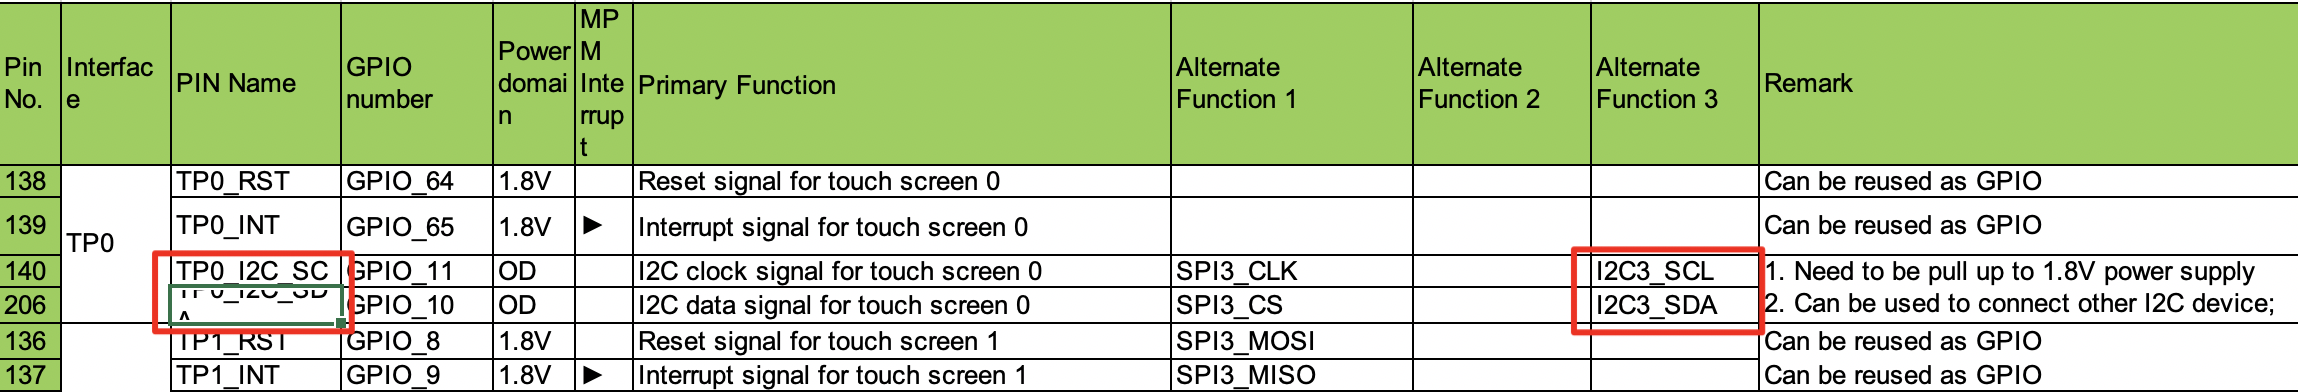 Pin No. Interface PIN Name GPIO number Power domain MPM Interrupt Primary Function Alternate Function 1 Alternate Function 2 Alternate Function 3 Remark
138 TP0 TP0_RST GPIO_64 1.8V Reset signal for touch screen 0 Can be reused as GPIO
139 TP0_INT GPIO_65 1.8V ► Interrupt signal for touch screen 0 Can be reused as GPIO
140 TP0_I2C_SC GPIO_11 OD I2C clock signal for touch screen 0 SPI3_CLK I2C3_SCL 1. Need to be pull up to 1.8V power supply
206 TP0_I2C_SDA GPIO_10 OD I2C data signal for touch screen 0 SPI3_CS I2C3_SDA 2. Can be used to connect other I2C device;
136 TP1_RST GPIO_8 1.8V Reset signal for touch screen 1 SPI3_MOSI Can be reused as GPIO
137 TP1_INT GPIO_9 1.8V ► Interrupt signal for touch screen 1 SPI3_MISO Can be reused as GPIO